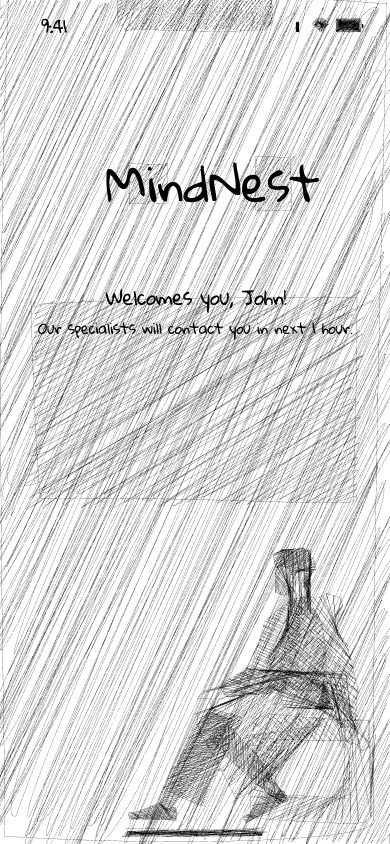 9:41
MindNest
Welcomes you, John!
Our specialists will contact you in next 1 hour.